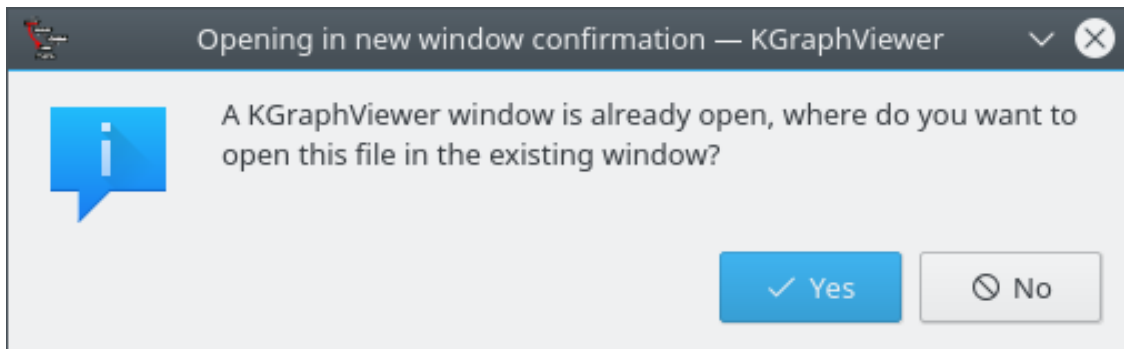 Opening in new window confirmation — KGraphViewer
A KGraphViewer window is already open, where do you want to
open this file in the existing window?
Yes
No